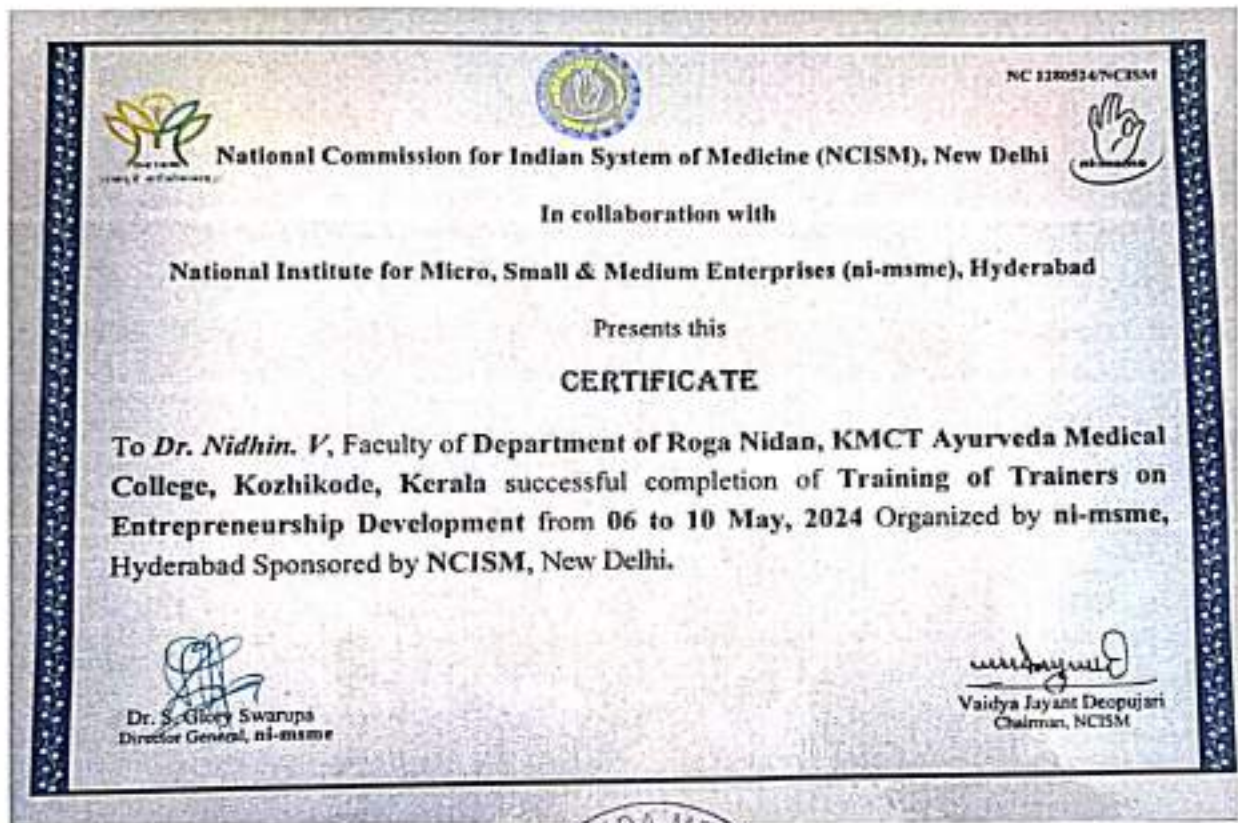 NC 1180534/NCISM
National Commission for Indian System of Medicine (NCISM), New Delhi
ni-msme
In collaboration with
National Institute for Micro, Small & Medium Enterprises (ni-msme), Hyderabad
Presents this
CERTIFICATE
To Dr. Nidhin. V, Faculty of Department of Roga Nidan, KMCT Ayurveda Medical
College, Kozhikode, Kerala successful completion of Training of Trainers on
Entrepreneurship Development from 06 to 10 May, 2024 Organized by ni-msme,
Hyderabad Sponsored by NCISM, New Delhi.
Dr. S. Glory Swarupa
Director General, ni-msme
Vaidya Jayant Deopujari
Chairman, NCISM